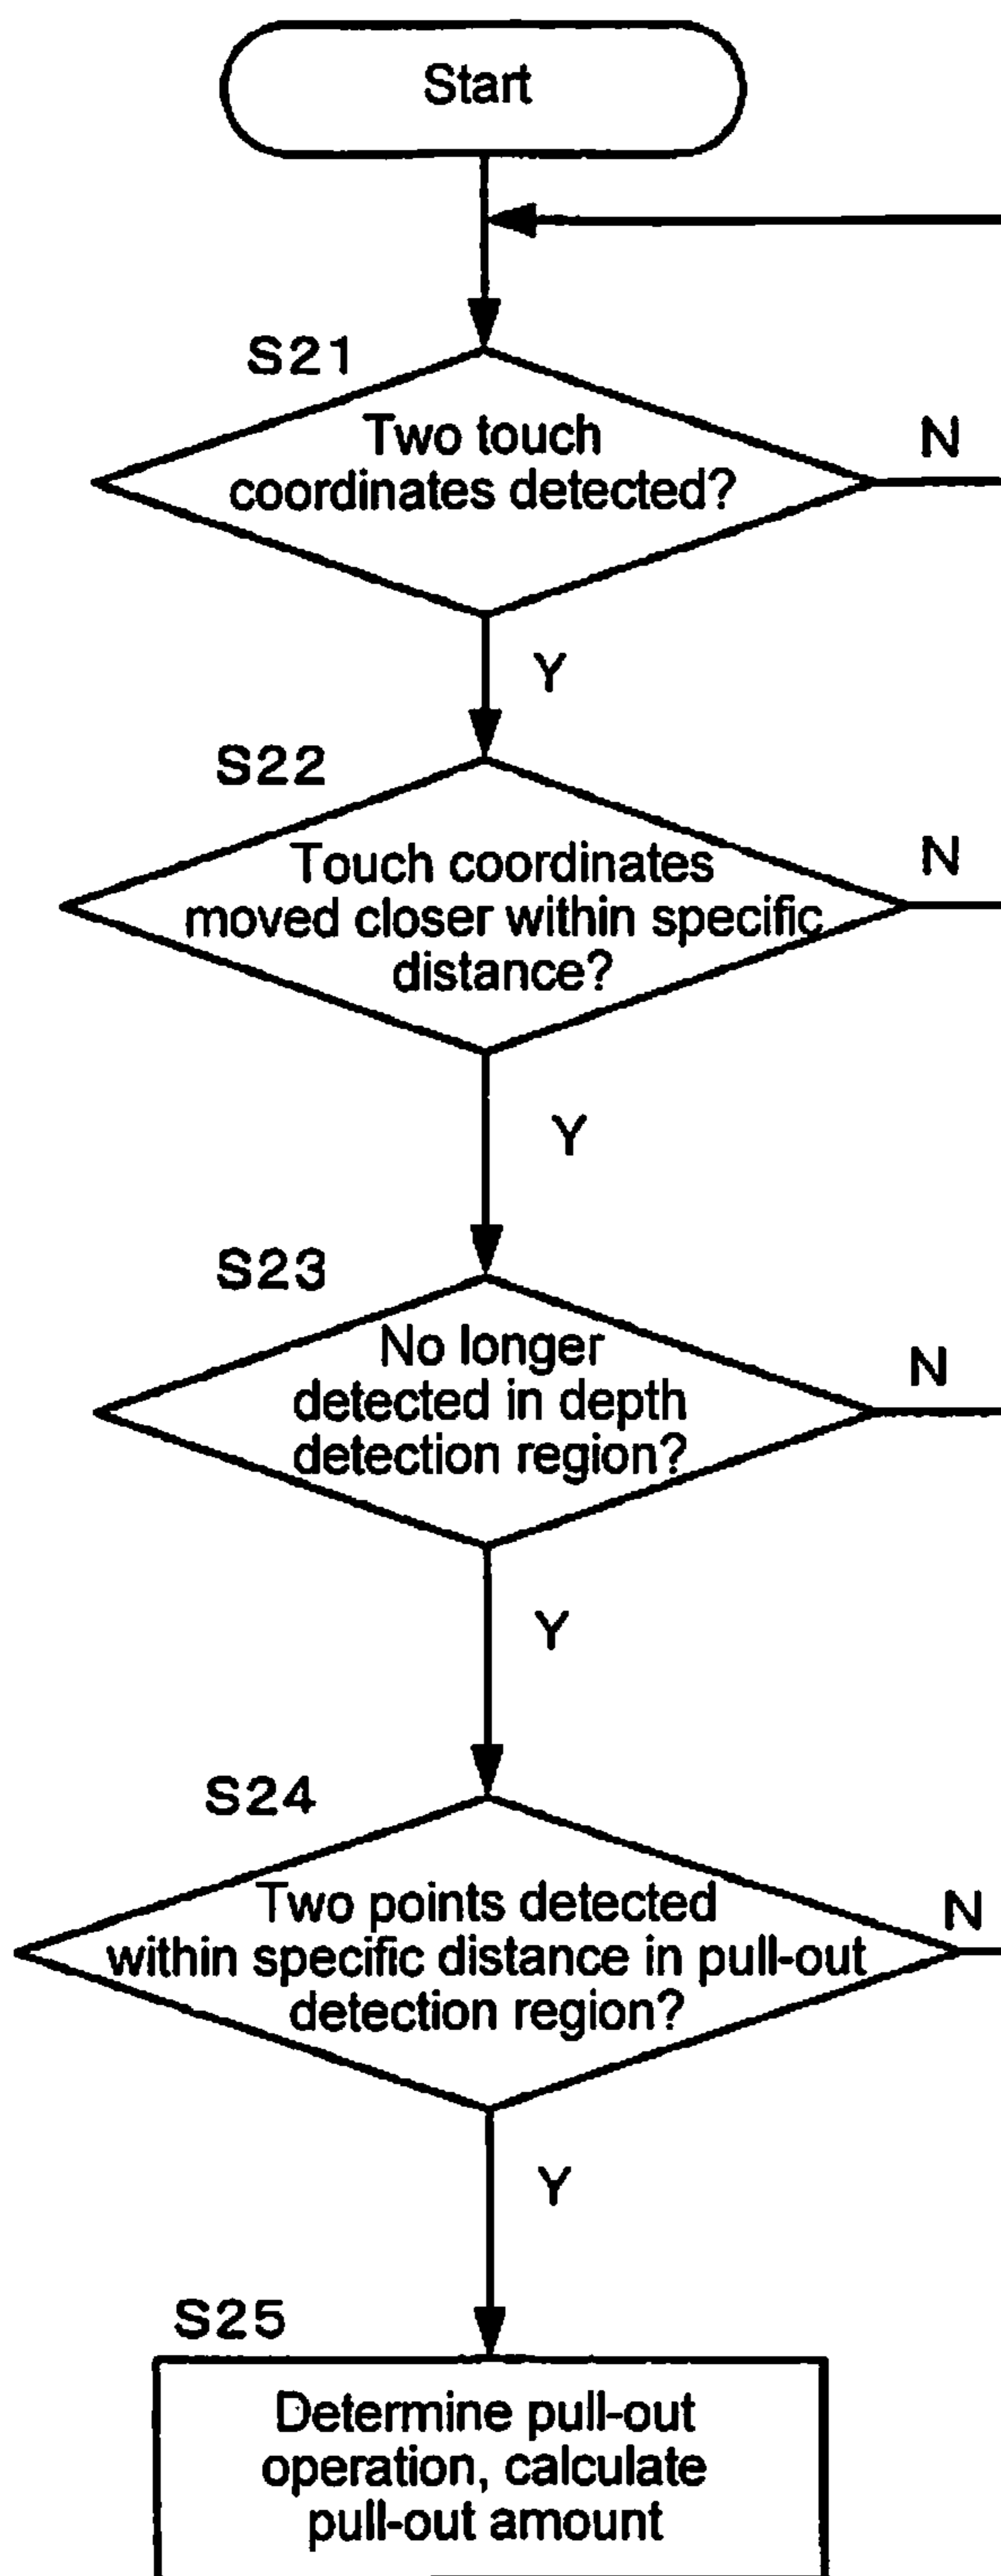 Start
S21
Two touch
coordinates detected?
N
Y
S22
Touch coordinates
moved closer within specific
distance?
N
Y
S23
No longer
detected in depth
detection region?
N
Y
S24
Two points detected
within specific distance in pull-out
detection region?
N
Y
S25
Determine pull-out
operation, calculate
pull-out amount